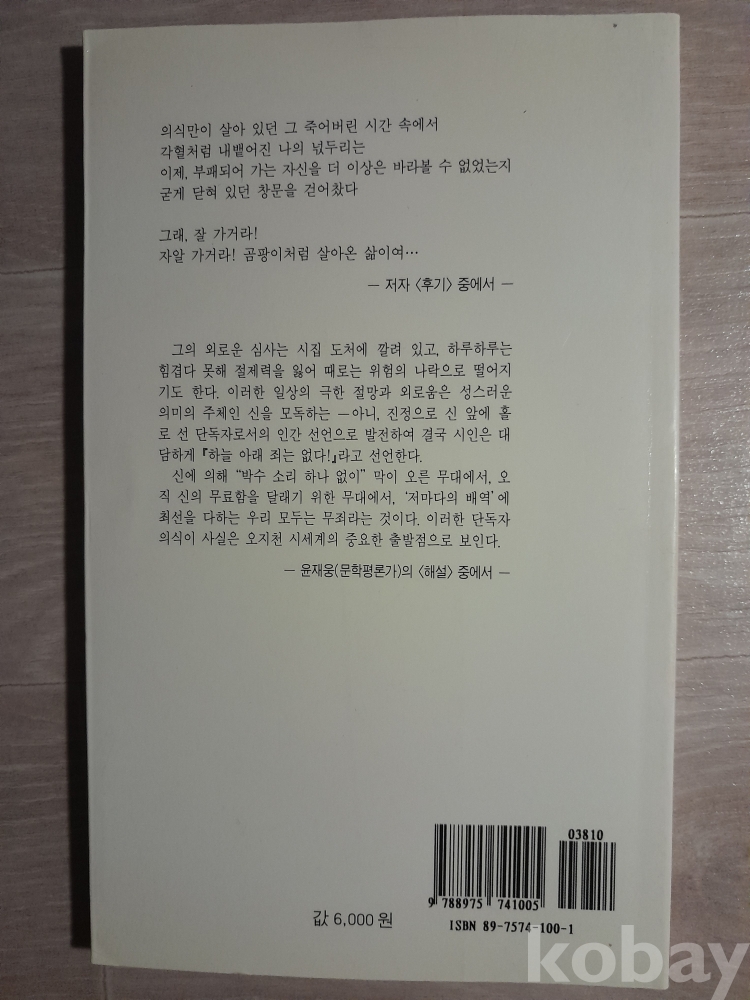 의식만이 살아 있던 그 죽어버린 시간 속에서
각혈처럼 내뱉어진 나의 넋두리는
이제, 부패되어 가는 자신을 더 이상은 바라볼 수 없었는지
굳게 닫혀 있던 창문을 걷어찼다
그래, 잘 가거라!
자알 가거라! 곰팡이처럼 살아온 삶이여…
— 저자 〈후기〉 중에서 —
그의 외로운 심사는 시집 도처에 깔려 있고, 하루하루는
힘겹다 못해 절제력을 잃어 때로는 위험의 나락으로 떨어지
기도 한다. 이러한 일상의 극한 절망과 외로움은 성스러운
의미의 주체인 신을 모독하는 —아니, 진정으로 신 앞에 홀
로 선 단독자로서의 인간 선언으로 발전하여 결국 시인은 대
담하게 『하늘 아래 죄는 없다!』라고 선언한다.
신에 의해 “박수 소리 하나 없이” 막이 오른 무대에서, 오
직 신의 무료함을 달래기 위한 무대에서, ‘저마다의 배역’에
최선을 다하는 우리 모두는 무죄라는 것이다. 이러한 단독자
의식이 사실은 오지천 시세계의 중요한 출발점으로 보인다.
— 윤재웅(문학평론가)의 〈해설〉 중에서 —
03810
9 788975 741005
값 6,000원
ISBN 89-7574-100-1
kobay